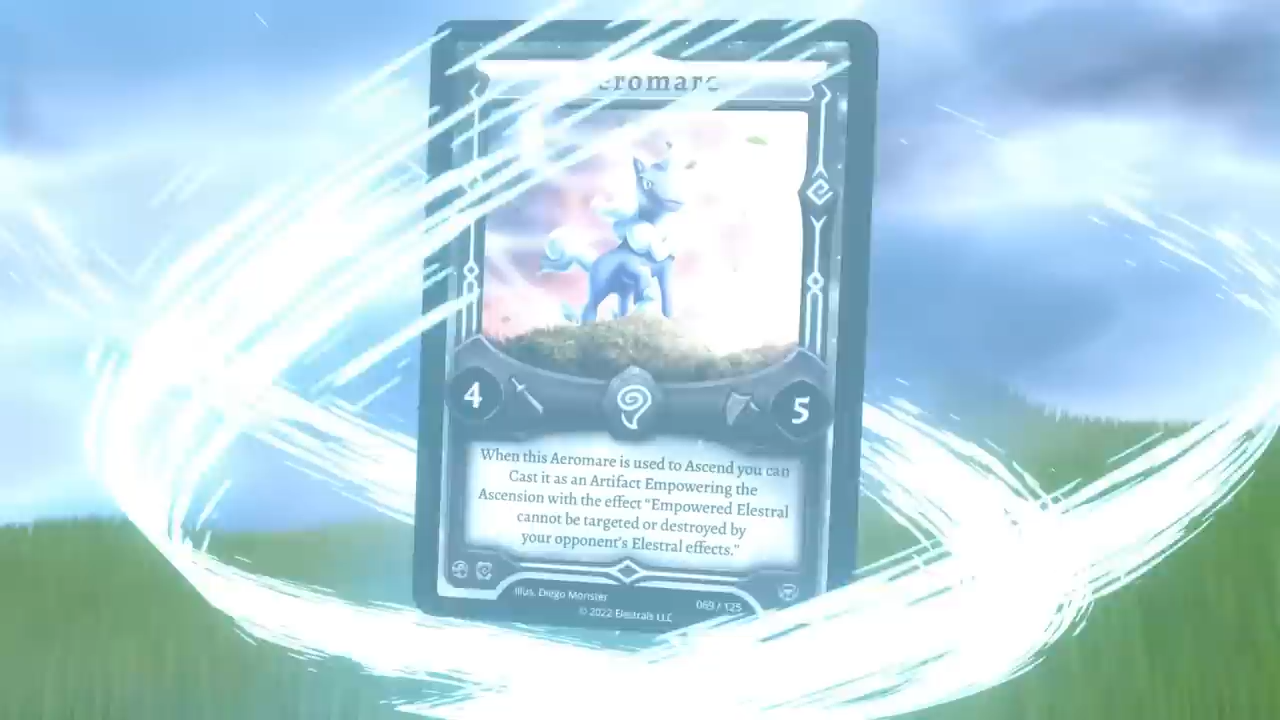 eromare
4
5
When this Aeromare is used to Ascend you can
Cast it as an Artifact Empowering the
Ascension with the effect "Empowered Elestral
cannot be targeted or destroyed by
your opponent's Elestral effects."
Illus. Diego Monster
069 / 125
© 2022 Elestrals LLC